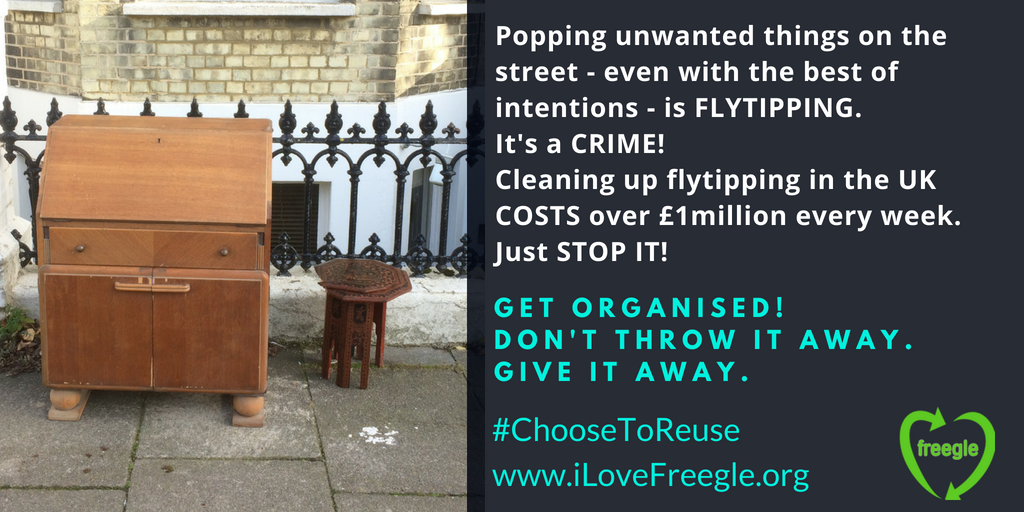 Popping unwanted things on the
street - even with the best of
intentions - is FLYTIPPING.
It's a CRIME!
Cleaning up flytipping in the UK
COSTS over £1million every week.
Just STOP IT!
GET ORGANISED!
DON'T THROW IT AWAY.
GIVE IT AWAY.
#ChooseToReuse
www.iLoveFreegle.org
freegle